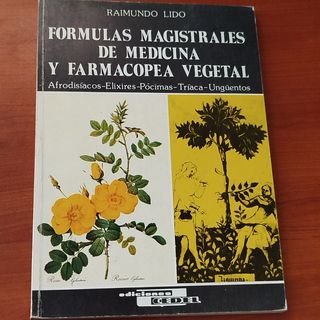 RAIMUNDO LIDO
FORMULAS MAGISTRALES
DE MEDICINA
Y FARMACOPEA VEGETAL
Afrodisíacos-Elixires-Pócimas-Tríaca-Ungüentos
ediciones
CEDEL